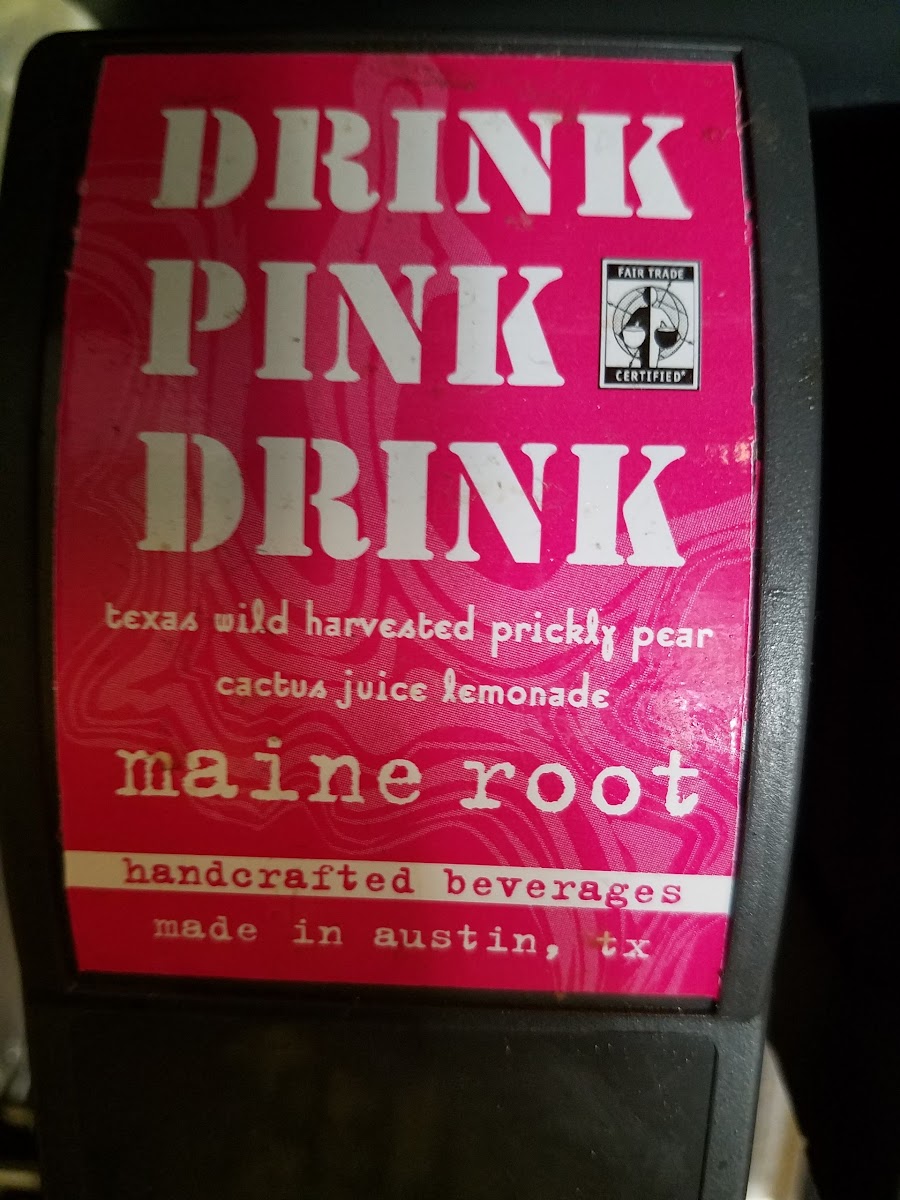 DRINK
PINK
FAIR TRADE
CERTIFIED®
DRINK
texas wild harvested prickly pear
cactus juice lemonade
maine root
handcrafted beverages
made in austin, tx